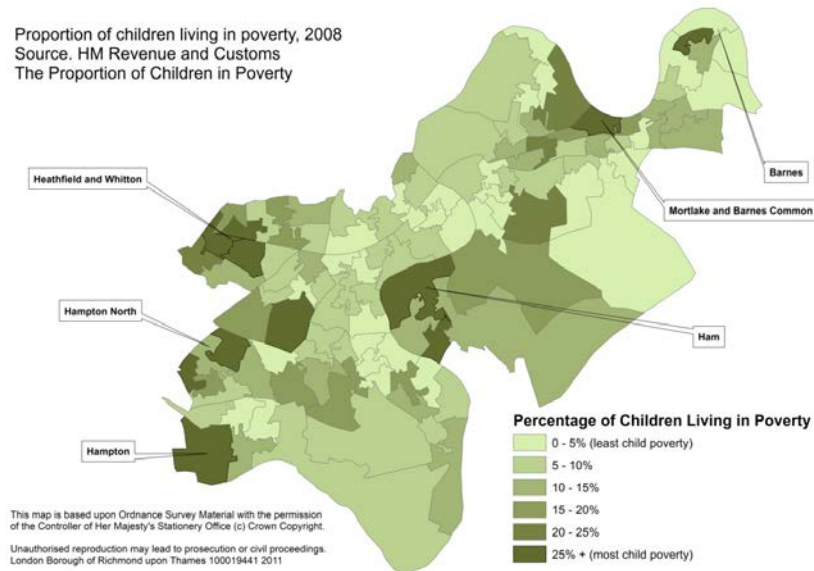 Proportion of children living in poverty, 2008
Source. HM Revenue and Customs
The Proportion of Children in Poverty
Barnes
Heathfield and Whitton
Mortlake and Barnes Common
Hampton North
Ham
Hampton
Percentage of Children Living in Poverty
0 - 5% (least child poverty)
5 - 10%
10 - 15%
15 - 20%
20 - 25%
25% + (most child poverty)
This map is based upon Ordnance Survey Material with the permission
of the Controller of Her Majesty's Stationery Office (c) Crown Copyright.
Unauthorised reproduction may lead to prosecution or civil proceedings.
London Borough of Richmond upon Thames 100019441 2011